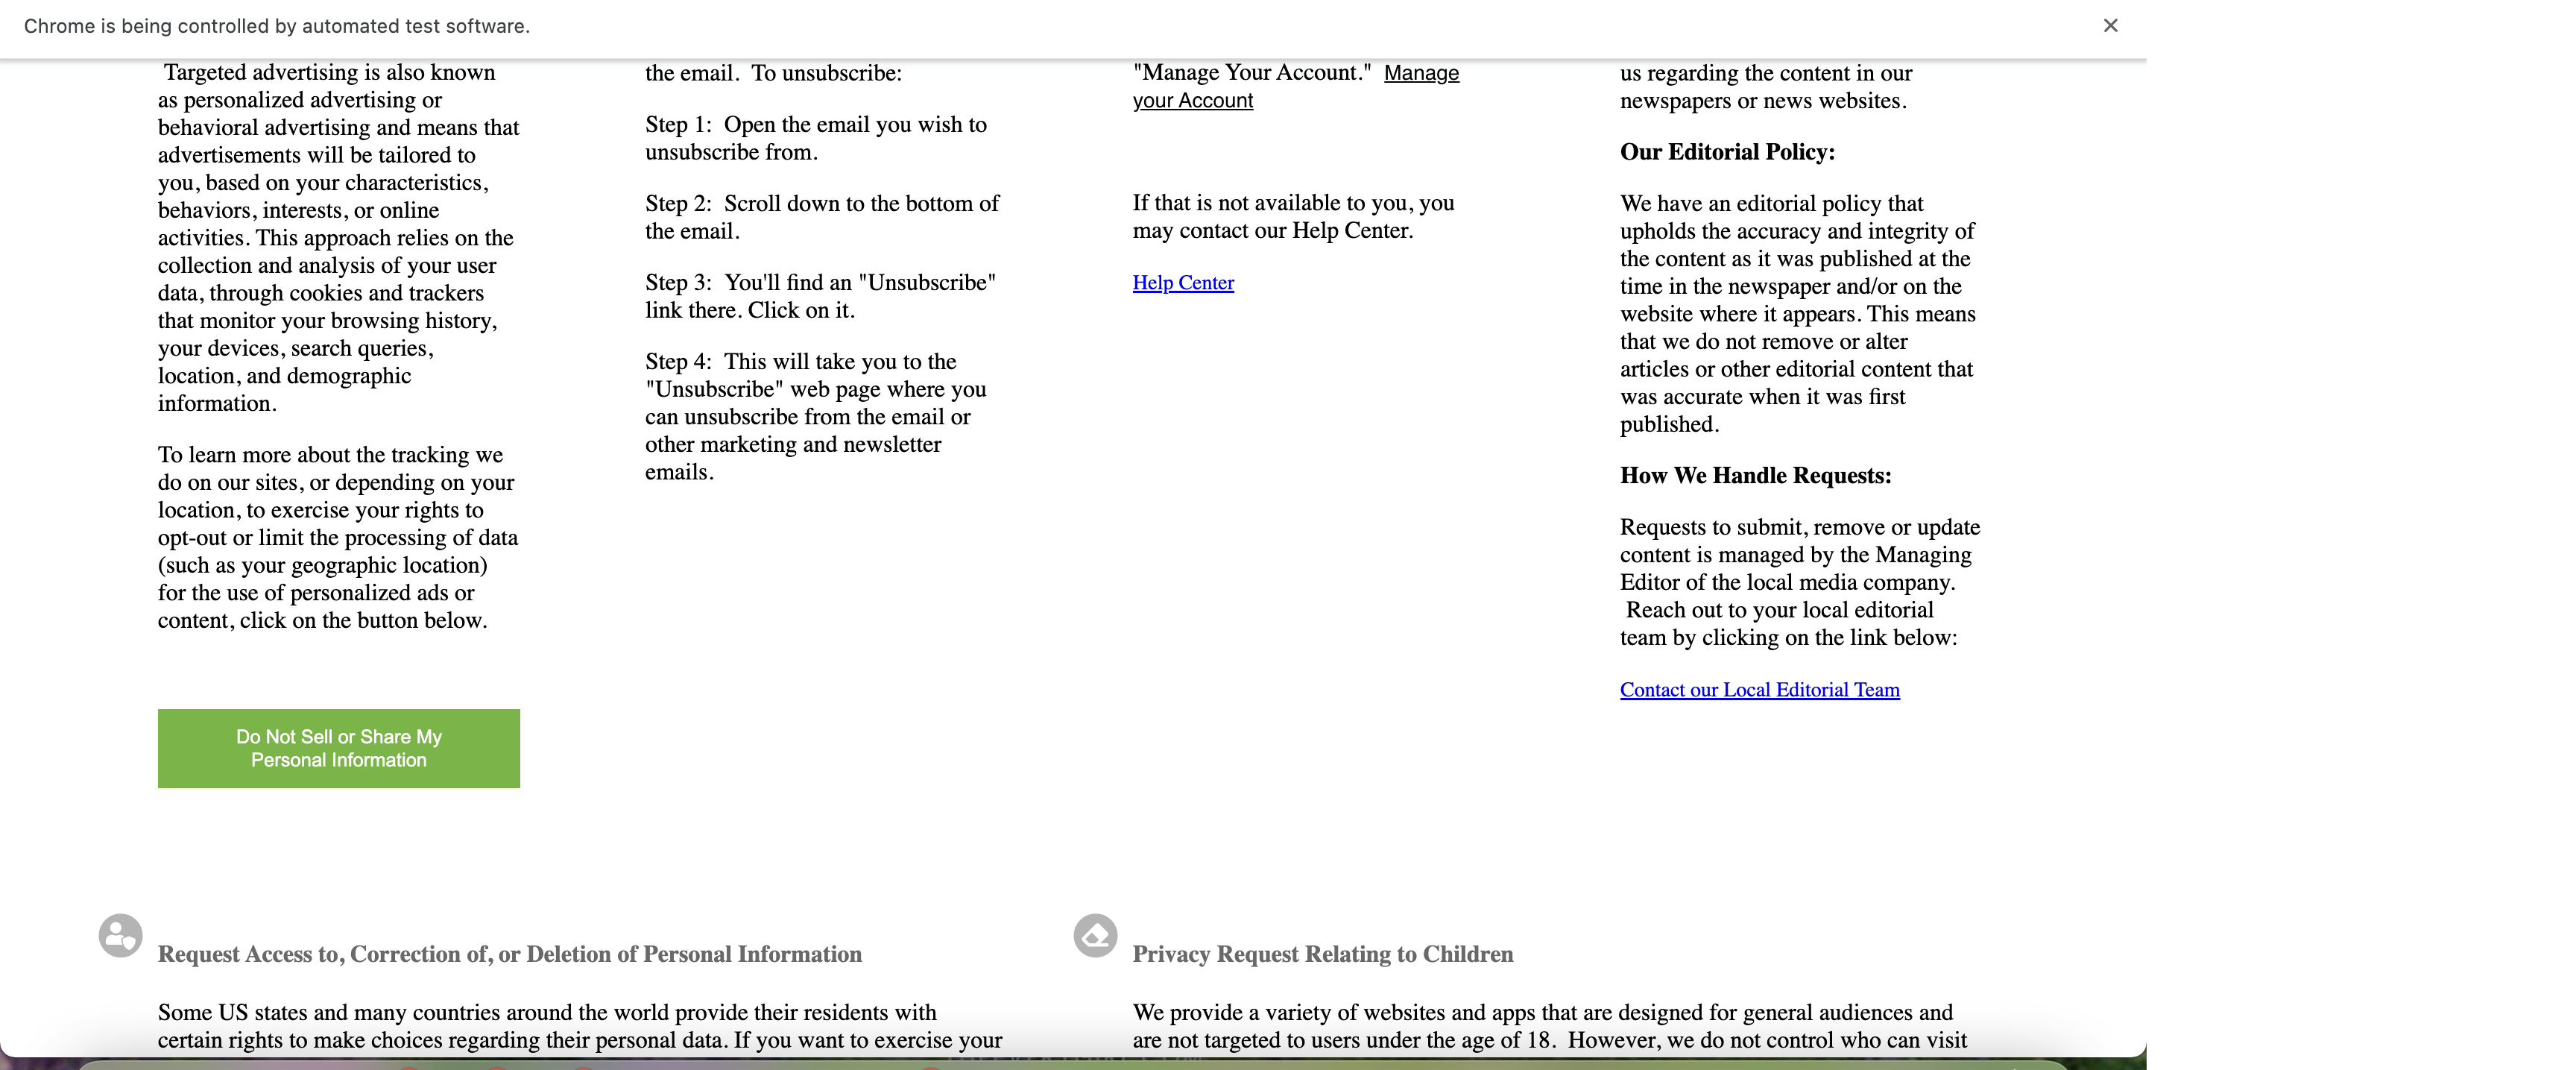 Chrome is being controlled by automated test software.
Targeted advertising is also known
as personalized advertising or
behavioral advertising and means that
advertisements will be tailored to
you, based on your characteristics,
behaviors, interests, or online
activities. This approach relies on the
collection and analysis of your user
data, through cookies and trackers
that monitor your browsing history,
your devices, search queries,
location, and demographic
information.
To learn more about the tracking we
do on our sites, or depending on your
location, to exercise your rights to
opt-out or limit the processing of data
(such as your geographic location)
for the use of personalized ads or
content, click on the button below.
Do Not Sell or Share My
Personal Information
the email.  To unsubscribe:
Step 1:  Open the email you wish to
unsubscribe from.
Step 2:  Scroll down to the bottom of
the email.
Step 3:  You'll find an "Unsubscribe"
link there. Click on it.
Step 4:  This will take you to the
"Unsubscribe" web page where you
can unsubscribe from the email or
other marketing and newsletter
emails.
"Manage Your Account."  Manage
your Account
If that is not available to you, you
may contact our Help Center.
Help Center
us regarding the content in our
newspapers or news websites.
Our Editorial Policy:
We have an editorial policy that
upholds the accuracy and integrity of
the content as it was published at the
time in the newspaper and/or on the
website where it appears. This means
that we do not remove or alter
articles or other editorial content that
was accurate when it was first
published.
How We Handle Requests:
Requests to submit, remove or update
content is managed by the Managing
Editor of the local media company.
Reach out to your local editorial
team by clicking on the link below:
Contact our Local Editorial Team
Request Access to, Correction of, or Deletion of Personal Information
Some US states and many countries around the world provide their residents with
certain rights to make choices regarding their personal data. If you want to exercise your
Privacy Request Relating to Children
We provide a variety of websites and apps that are designed for general audiences and
are not targeted to users under the age of 18.  However, we do not control who can visit